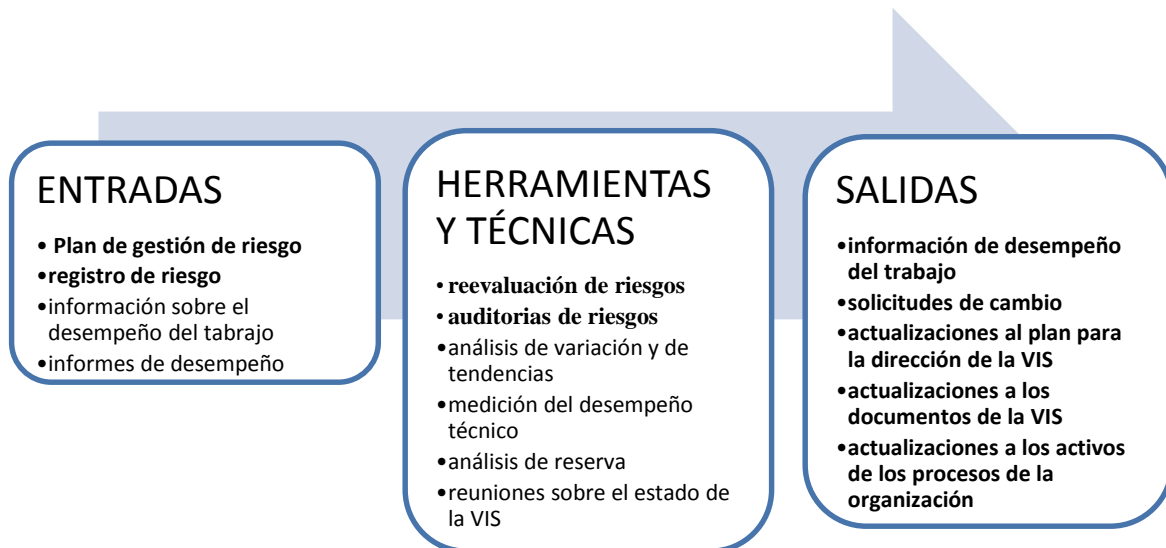 ENTRADAS
• Plan de gestión de riesgo
•registro de riesgo
•información sobre el
desempeño del tabrajo
•informes de desempeño
HERRAMIENTAS
Y TÉCNICAS
• reevaluación de riesgos
• auditorias de riesgos
•análisis de variación y de
tendencias
•medición del desempeño
técnico
•análisis de reserva
•reuniones sobre el estado de
la VIS
SALIDAS
•información de desempeño
del trabajo
•solicitudes de cambio
•actualizaciones al plan para
la dirección de la VIS
•actualizaciones a los
documentos de la VIS
•actualizaciones a los activos
de los procesos de la
organización